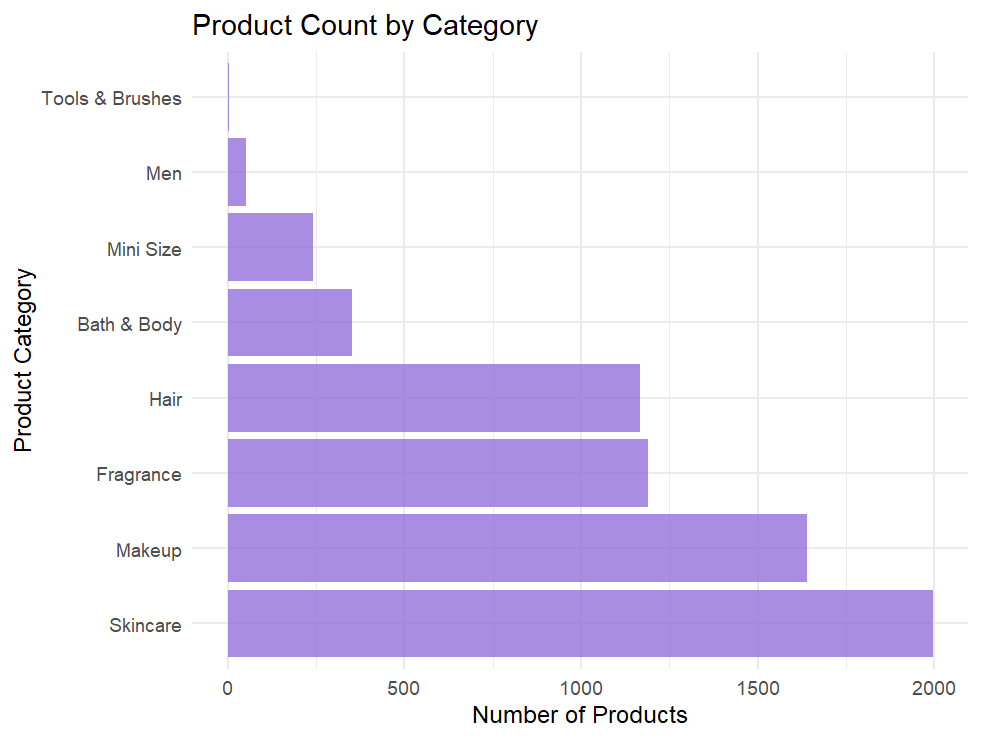 Product Count by Category
Product Category
Tools & Brushes
Men
Mini Size
Bath & Body
Hair
Fragrance
Makeup
Skincare
0 500 1000 1500 2000
Number of Products